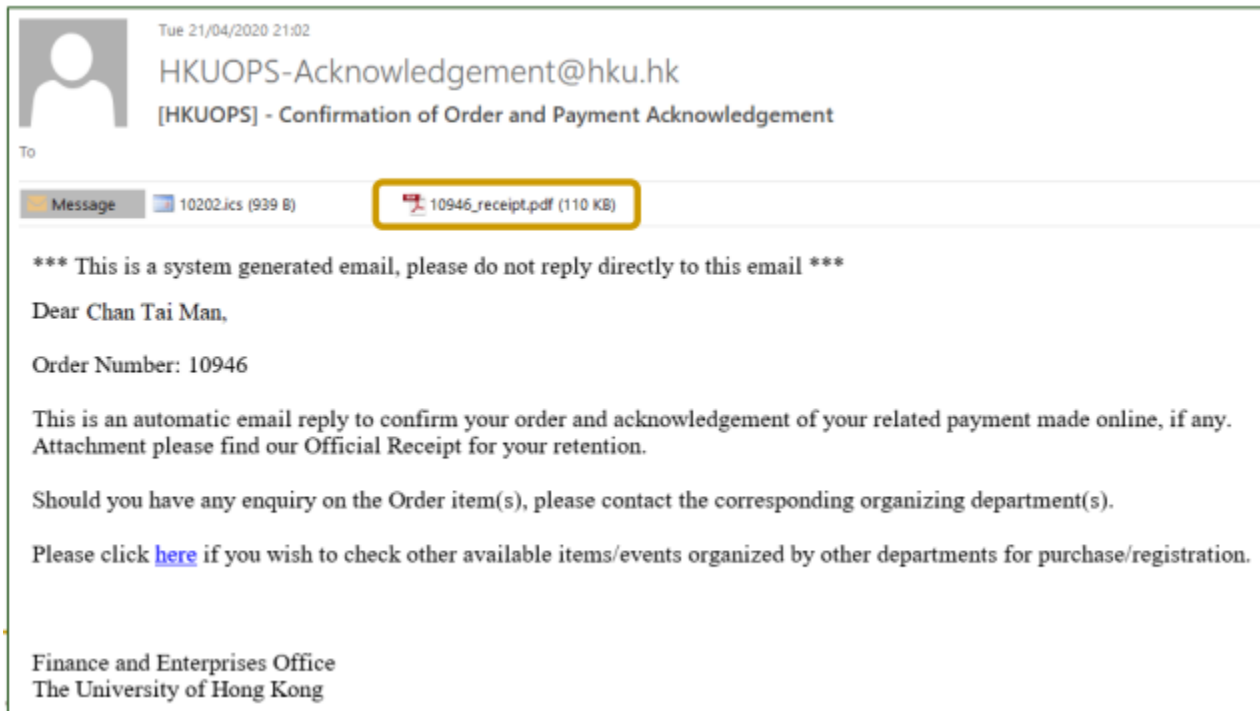 Tue 21/04/2020 21:02
HKUOPS-Acknowledgement@hku.hk
[HKUOPS] - Confirmation of Order and Payment Acknowledgement
To
Message 10202.ics (939 B) 10946_receipt.pdf (110 KB)
*** This is a system generated email, please do not reply directly to this email ***
Dear Chan Tai Man,
Order Number: 10946
This is an automatic email reply to confirm your order and acknowledgement of your related payment made online, if any.
Attachment please find our Official Receipt for your retention.
Should you have any enquiry on the Order item(s), please contact the corresponding organizing department(s).
Please click here if you wish to check other available items/events organized by other departments for purchase/registration.
Finance and Enterprises Office
The University of Hong Kong